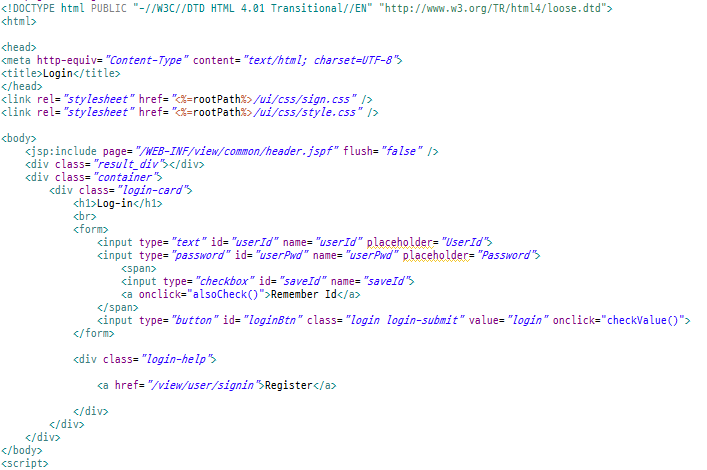 <!DOCTYPE html PUBLIC "-//W3C//DTD HTML 4.01 Transitional//EN" "http://www.w3.org/TR/html4/loose.dtd">
<html>
<head>
<meta http-equiv="Content-Type" content="text/html; charset=UTF-8">
<title>Login</title>
</head>
<link rel="stylesheet" href="<%=rootPath%>/ui/css/sign.css" />
<link rel="stylesheet" href="<%=rootPath%>/ui/css/style.css" />
<body>
<jsp:include page="/WEB-INF/view/common/header.jspf" flush="false" />
<div class="result_div"></div>
<div class="container">
<div class="login-card">
<h1>Log-in</h1>
<br>
<form>
<input type="text" id="userId" name="userId" placeholder="UserId">
<input type="password" id="userPwd" name="userPwd" placeholder="Password">
<span>
<input type="checkbox" id="saveId" name="saveId">
<a onclick="alsoCheck()">Remember Id</a>
</span>
<input type="button" id="loginBtn" class="login login-submit" value="login" onclick="checkValue()">
</form>
<div class="login-help">
<a href="/view/user/signin">Register</a>
</div>
</div>
</div>
</body>
<script>